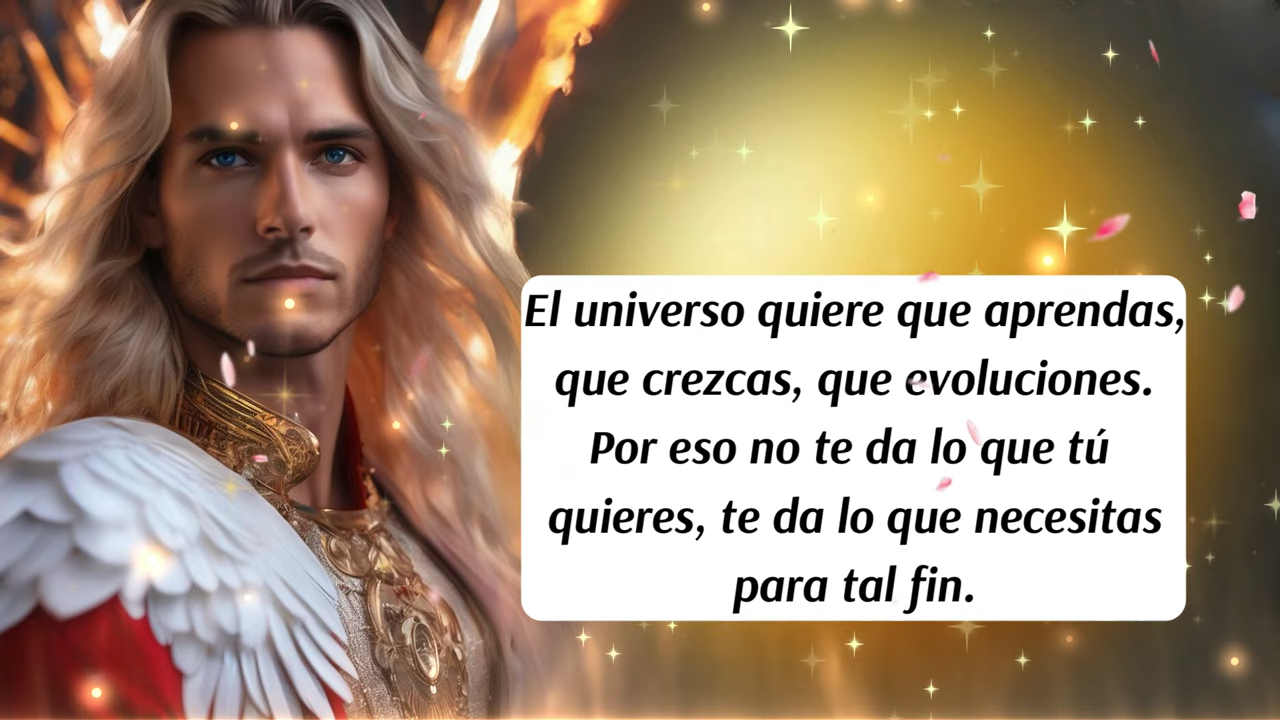 El universo quiere que aprendas,
que crezcas, que evoluciones.
Por eso no te da lo que tú
quieres, te da lo que necesitas
para tal fin.